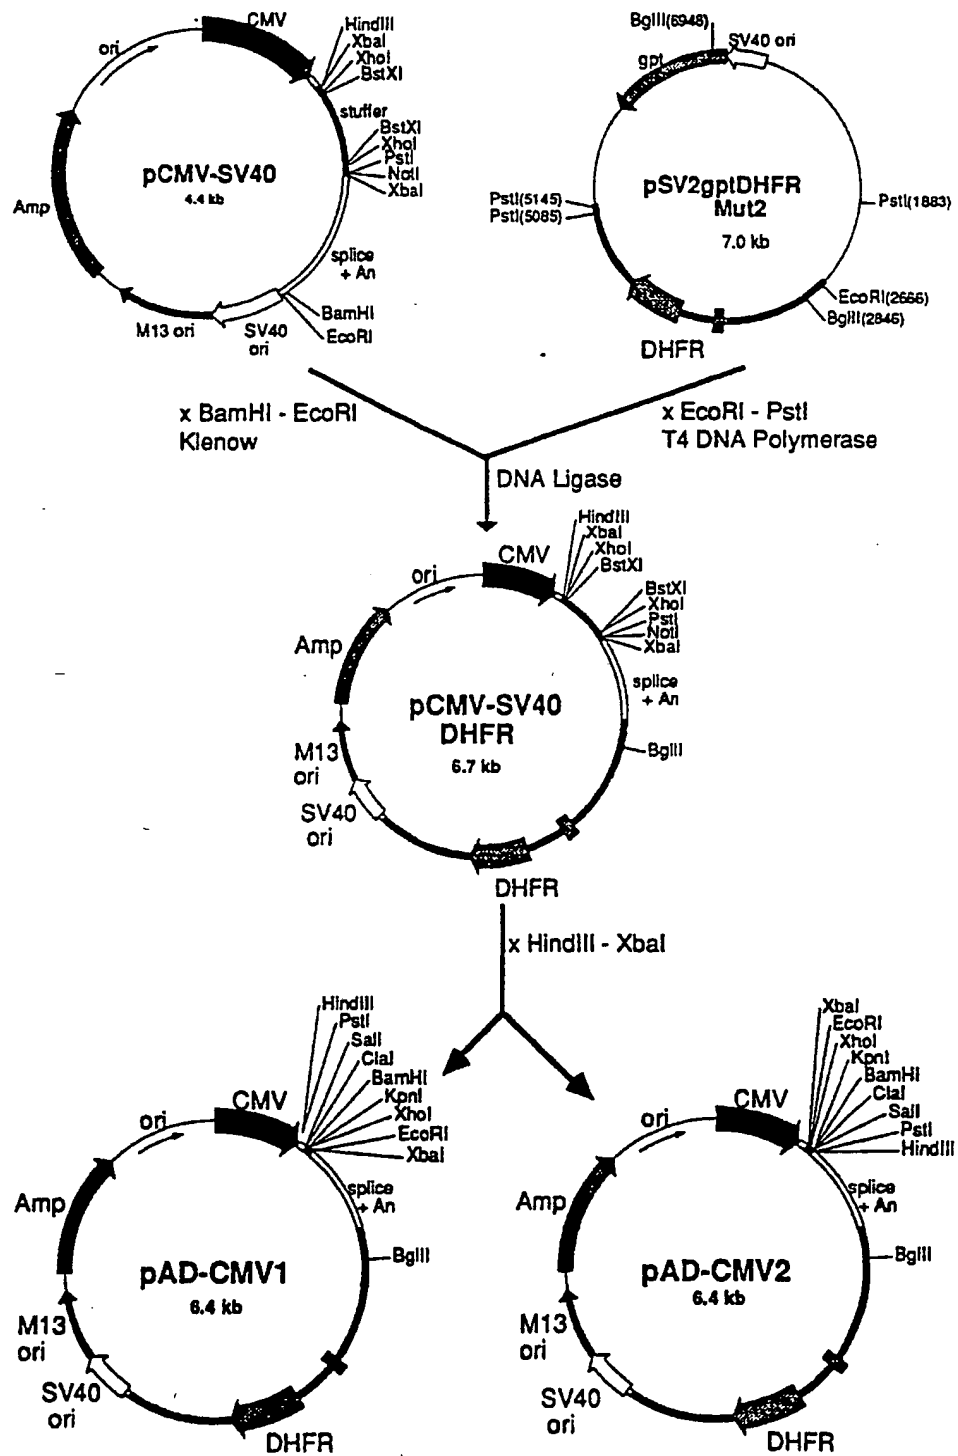 CMV
HindIII
XbaI
XhoI
BstXI
ori
stuffer
BstXI
XhoI
PstI
NotI
XbaI
pCMV-SV40
4.4 kb
Amp
splice
+ An
BamHI
EcoRI
M13 ori
SV40
ori
BglII(6948)
SV40 ori
gpt
pSV2gptDHFR
Mut2
7.0 kb
PstI(5145)
PstI(5085)
PstI(1883)
EcoRI(2666)
BglII(2846)
DHFR
x BamHI - EcoRI
Klenow
x EcoRI - PstI
T4 DNA Polymerase
DNA Ligase
HindIII
XbaI
XhoI
BstXI
CMV
ori
BstXI
XhoI
PstI
NotI
XbaI
Amp
splice
+ An
pCMV-SV40
DHFR
6.7 kb
BglII
M13
ori
SV40
ori
DHFR
x HindIII - XbaI
HindIII
PstI
SalI
ClaI
BamHI
KpnI
XhoI
EcoRI
XbaI
CMV
ori
splice
+ An
Amp
BglII
pAD-CMV1
6.4 kb
M13
ori
SV40
ori
DHFR
XbaI
EcoRI
XhoI
KpnI
BamHI
ClaI
SalI
PstI
HindIII
CMV
ori
splice
+ An
Amp
BglII
pAD-CMV2
6.4 kb
M13
ori
SV40
ori
DHFR